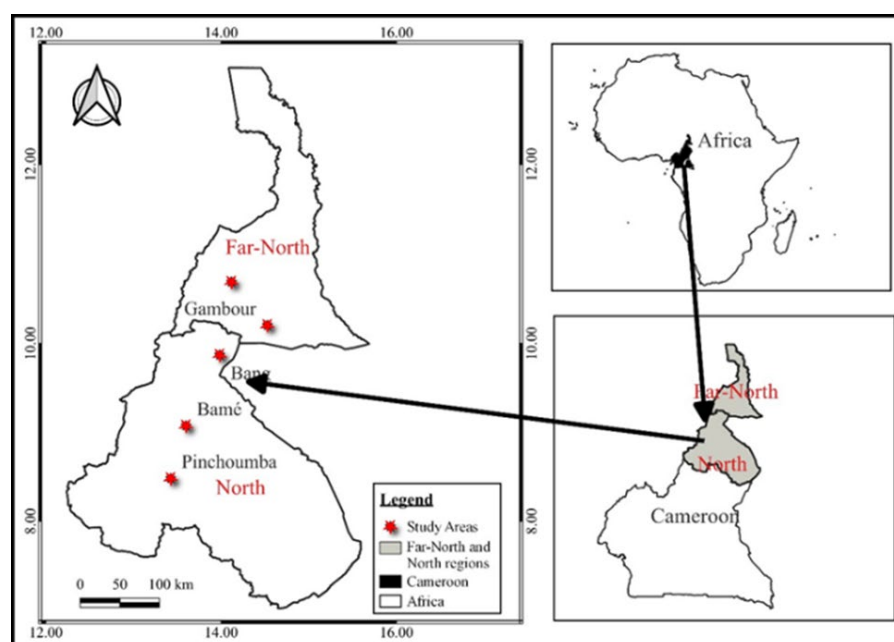 12.00
14.00
16.00
12.00
10.00
8.00
12.00
10.00
8.00
Far-North
Gambour
Bang
Bamé
Pinchoumba
North
0 50 100 km
Legend
Study Areas
Far-North and
North regions
Cameroon
Africa
12.00
14.00
16.00
Africa
Far-North
North
Cameroon